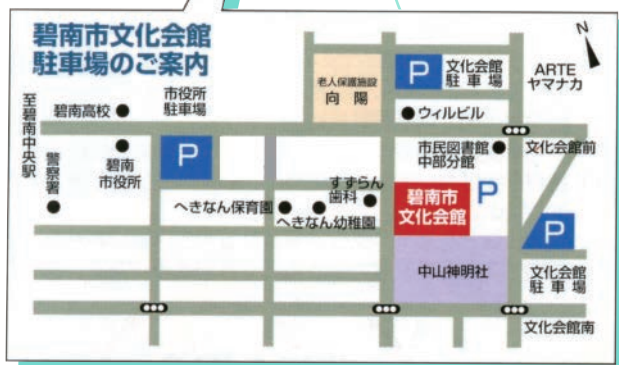 碧南市文化会館
駐車場のご案内
N
至碧南中央駅
碧南高校
市役所
駐車場
老人保護施設
向陽
P
文化会館
駐車場
ARTE
ヤマナカ
ウィルビル
警察署
碧南
市役所
P
市民図書館
中部分館
文化会館前
すずらん
歯科
へきなん保育園
へきなん幼稚園
碧南市
文化会館
P
P
中山神明社
文化会館
駐車場
文化会館南